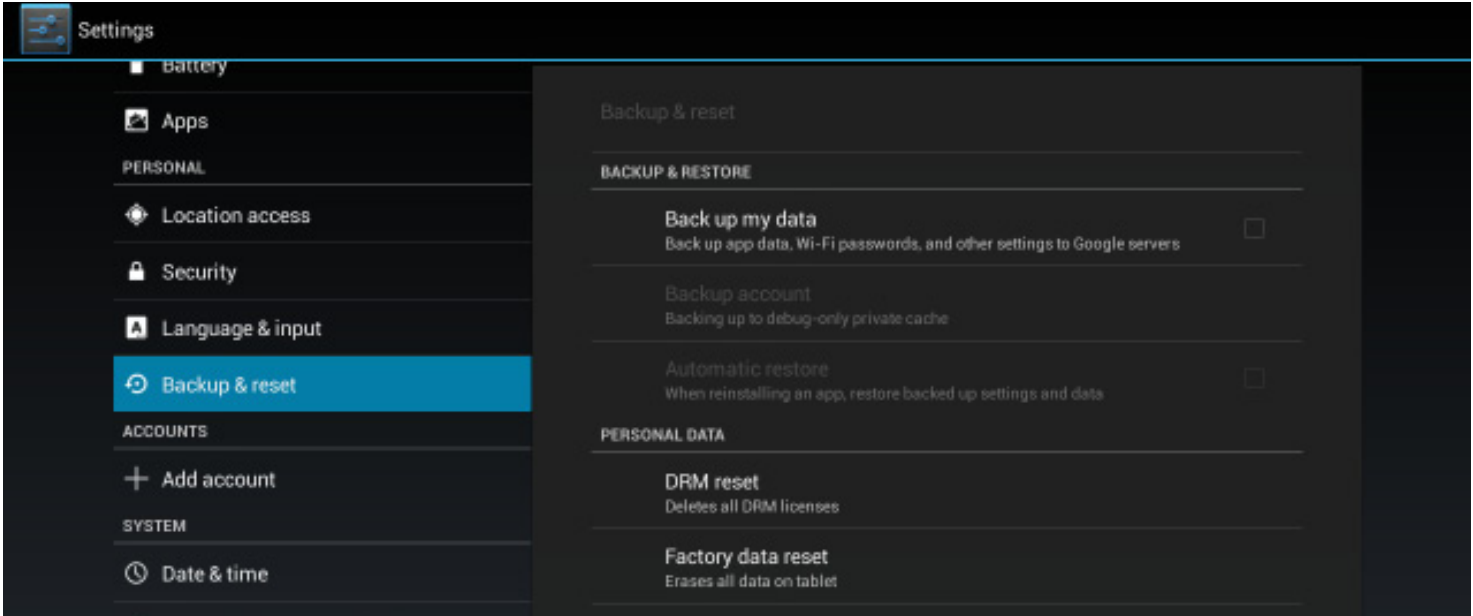 Settings
Battery
Apps
PERSONAL
Location access
Security
Language & input
Backup & reset
ACCOUNTS
Add account
SYSTEM
Date & time
Backup & reset
BACKUP & RESTORE
Back up my data
Back up app data, Wi-Fi passwords, and other settings to Google servers
Backup account
Backing up to debug-only private cache
Automatic restore
When reinstalling an app, restore backed up settings and data
PERSONAL DATA
DRM reset
Deletes all DRM licenses
Factory data reset
Erases all data on tablet